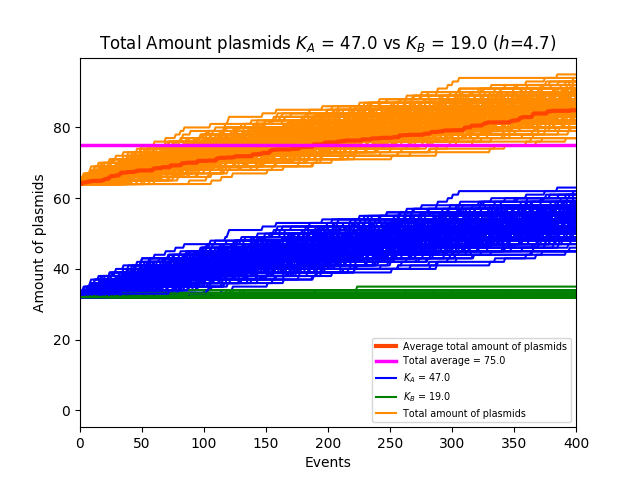 Total Amount plasmids K_A = 47.0 vs K_B = 19.0 (h=4.7)
Amount of plasmids
80
60
40
20
0
Average total amount of plasmids
Total average = 75.0
K_A = 47.0
K_B = 19.0
Total amount of plasmids
0 50 100 150 200 250 300 350 400
Events